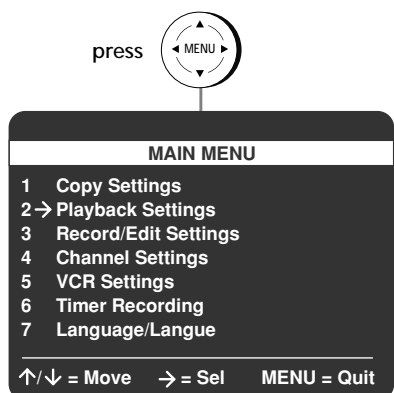 press
MENU
MAIN MENU
1 Copy Settings
2→ Playback Settings
3 Record/Edit Settings
4 Channel Settings
5 VCR Settings
6 Timer Recording
7 Language/Langue
↑/↓ = Move → = Sel MENU = Quit